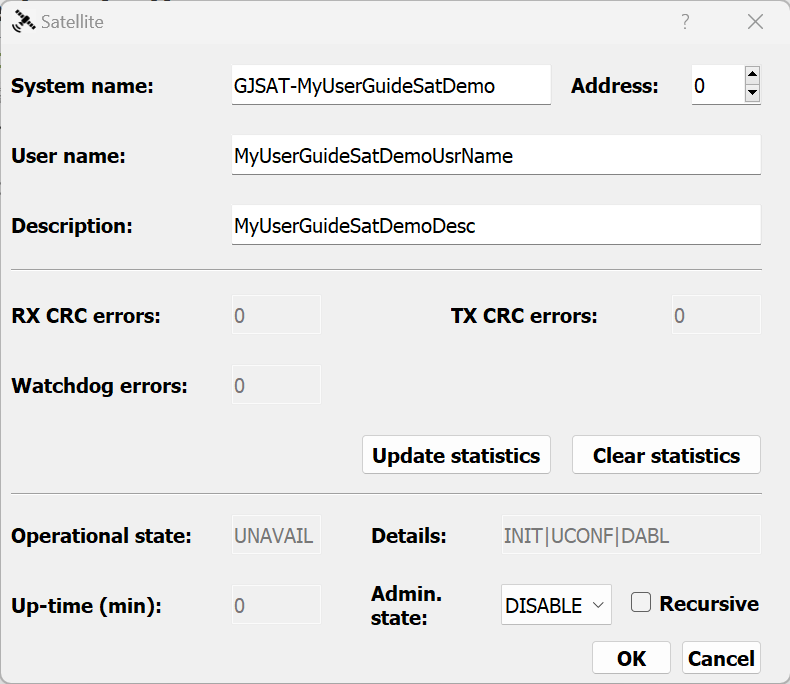 Satellite ?
System name: GJSAT-MyUserGuideSatDemo Address: 0
User name: MyUserGuideSatDemoUsrName
Description: MyUserGuideSatDemoDesc
RX CRC errors: 0 TX CRC errors: 0
Watchdog errors: 0
Update statistics Clear statistics
Operational state: UNAVAIL Details: INIT|UCONF|DABL
Up-time (min): 0 Admin. state: DISABLE Recursive
OK Cancel